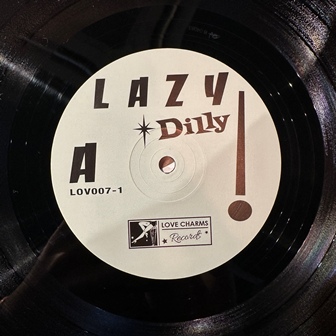 LAZY
Dilly
!
A
LOV007-1
LOVE CHARMS
Records